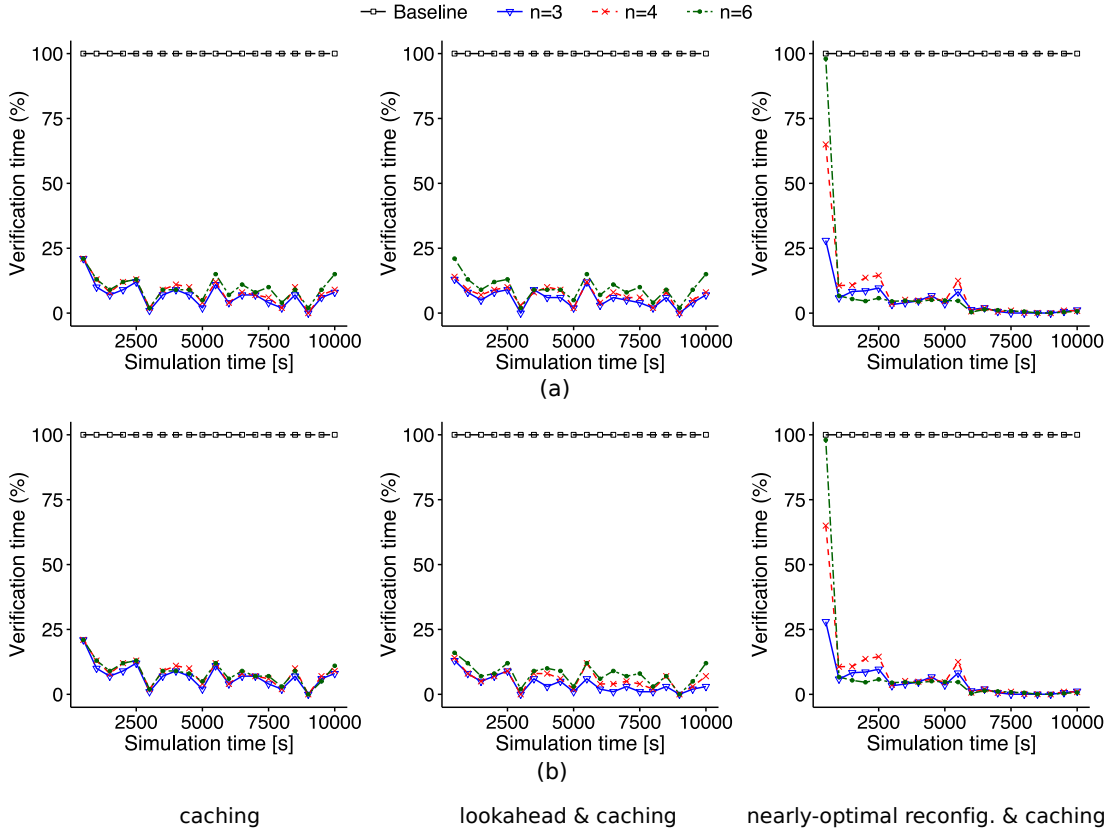 Baseline n=3 n=4 n=6
100 100 100
75 75 75
50 50 50
25 25 25
0 0 0
Verification time (%) Verification time (%) Verification time (%)
2500 5000 7500 10000 2500 5000 7500 10000 2500 5000 7500 10000
Simulation time [s] Simulation time [s] Simulation time [s]
(a)
100 100 100
75 75 75
50 50 50
25 25 25
0 0 0
Verification time (%) Verification time (%) Verification time (%)
2500 5000 7500 10000 2500 5000 7500 10000 2500 5000 7500 10000
Simulation time [s] Simulation time [s] Simulation time [s]
(b)
caching lookahead & caching nearly-optimal reconfig. & caching